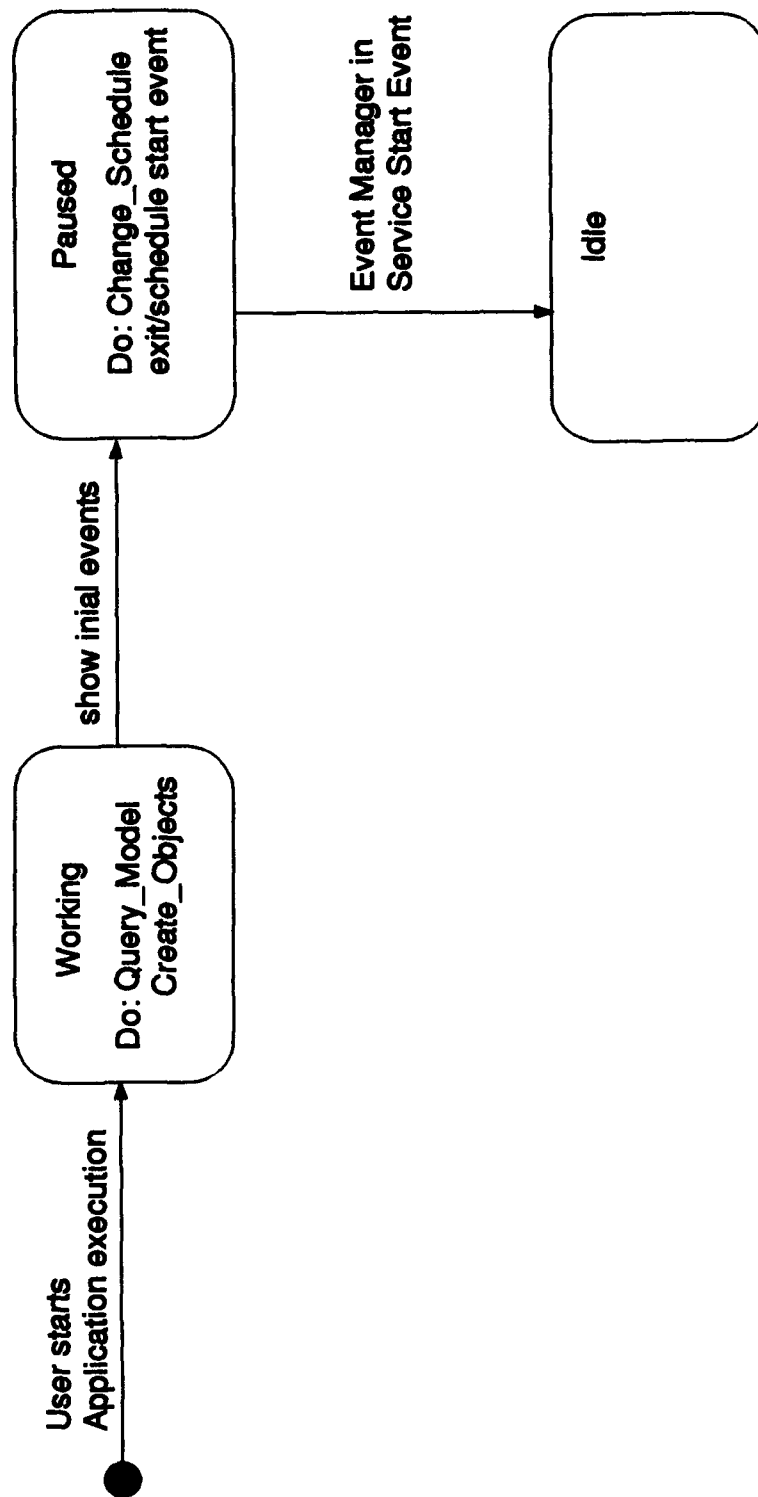 User starts
Application execution
Working
Do: Query_Model
Create_Objects
show inial events
Paused
Do: Change_Schedule
exit/schedule start event
Event Manager in
Service Start Event
Idle